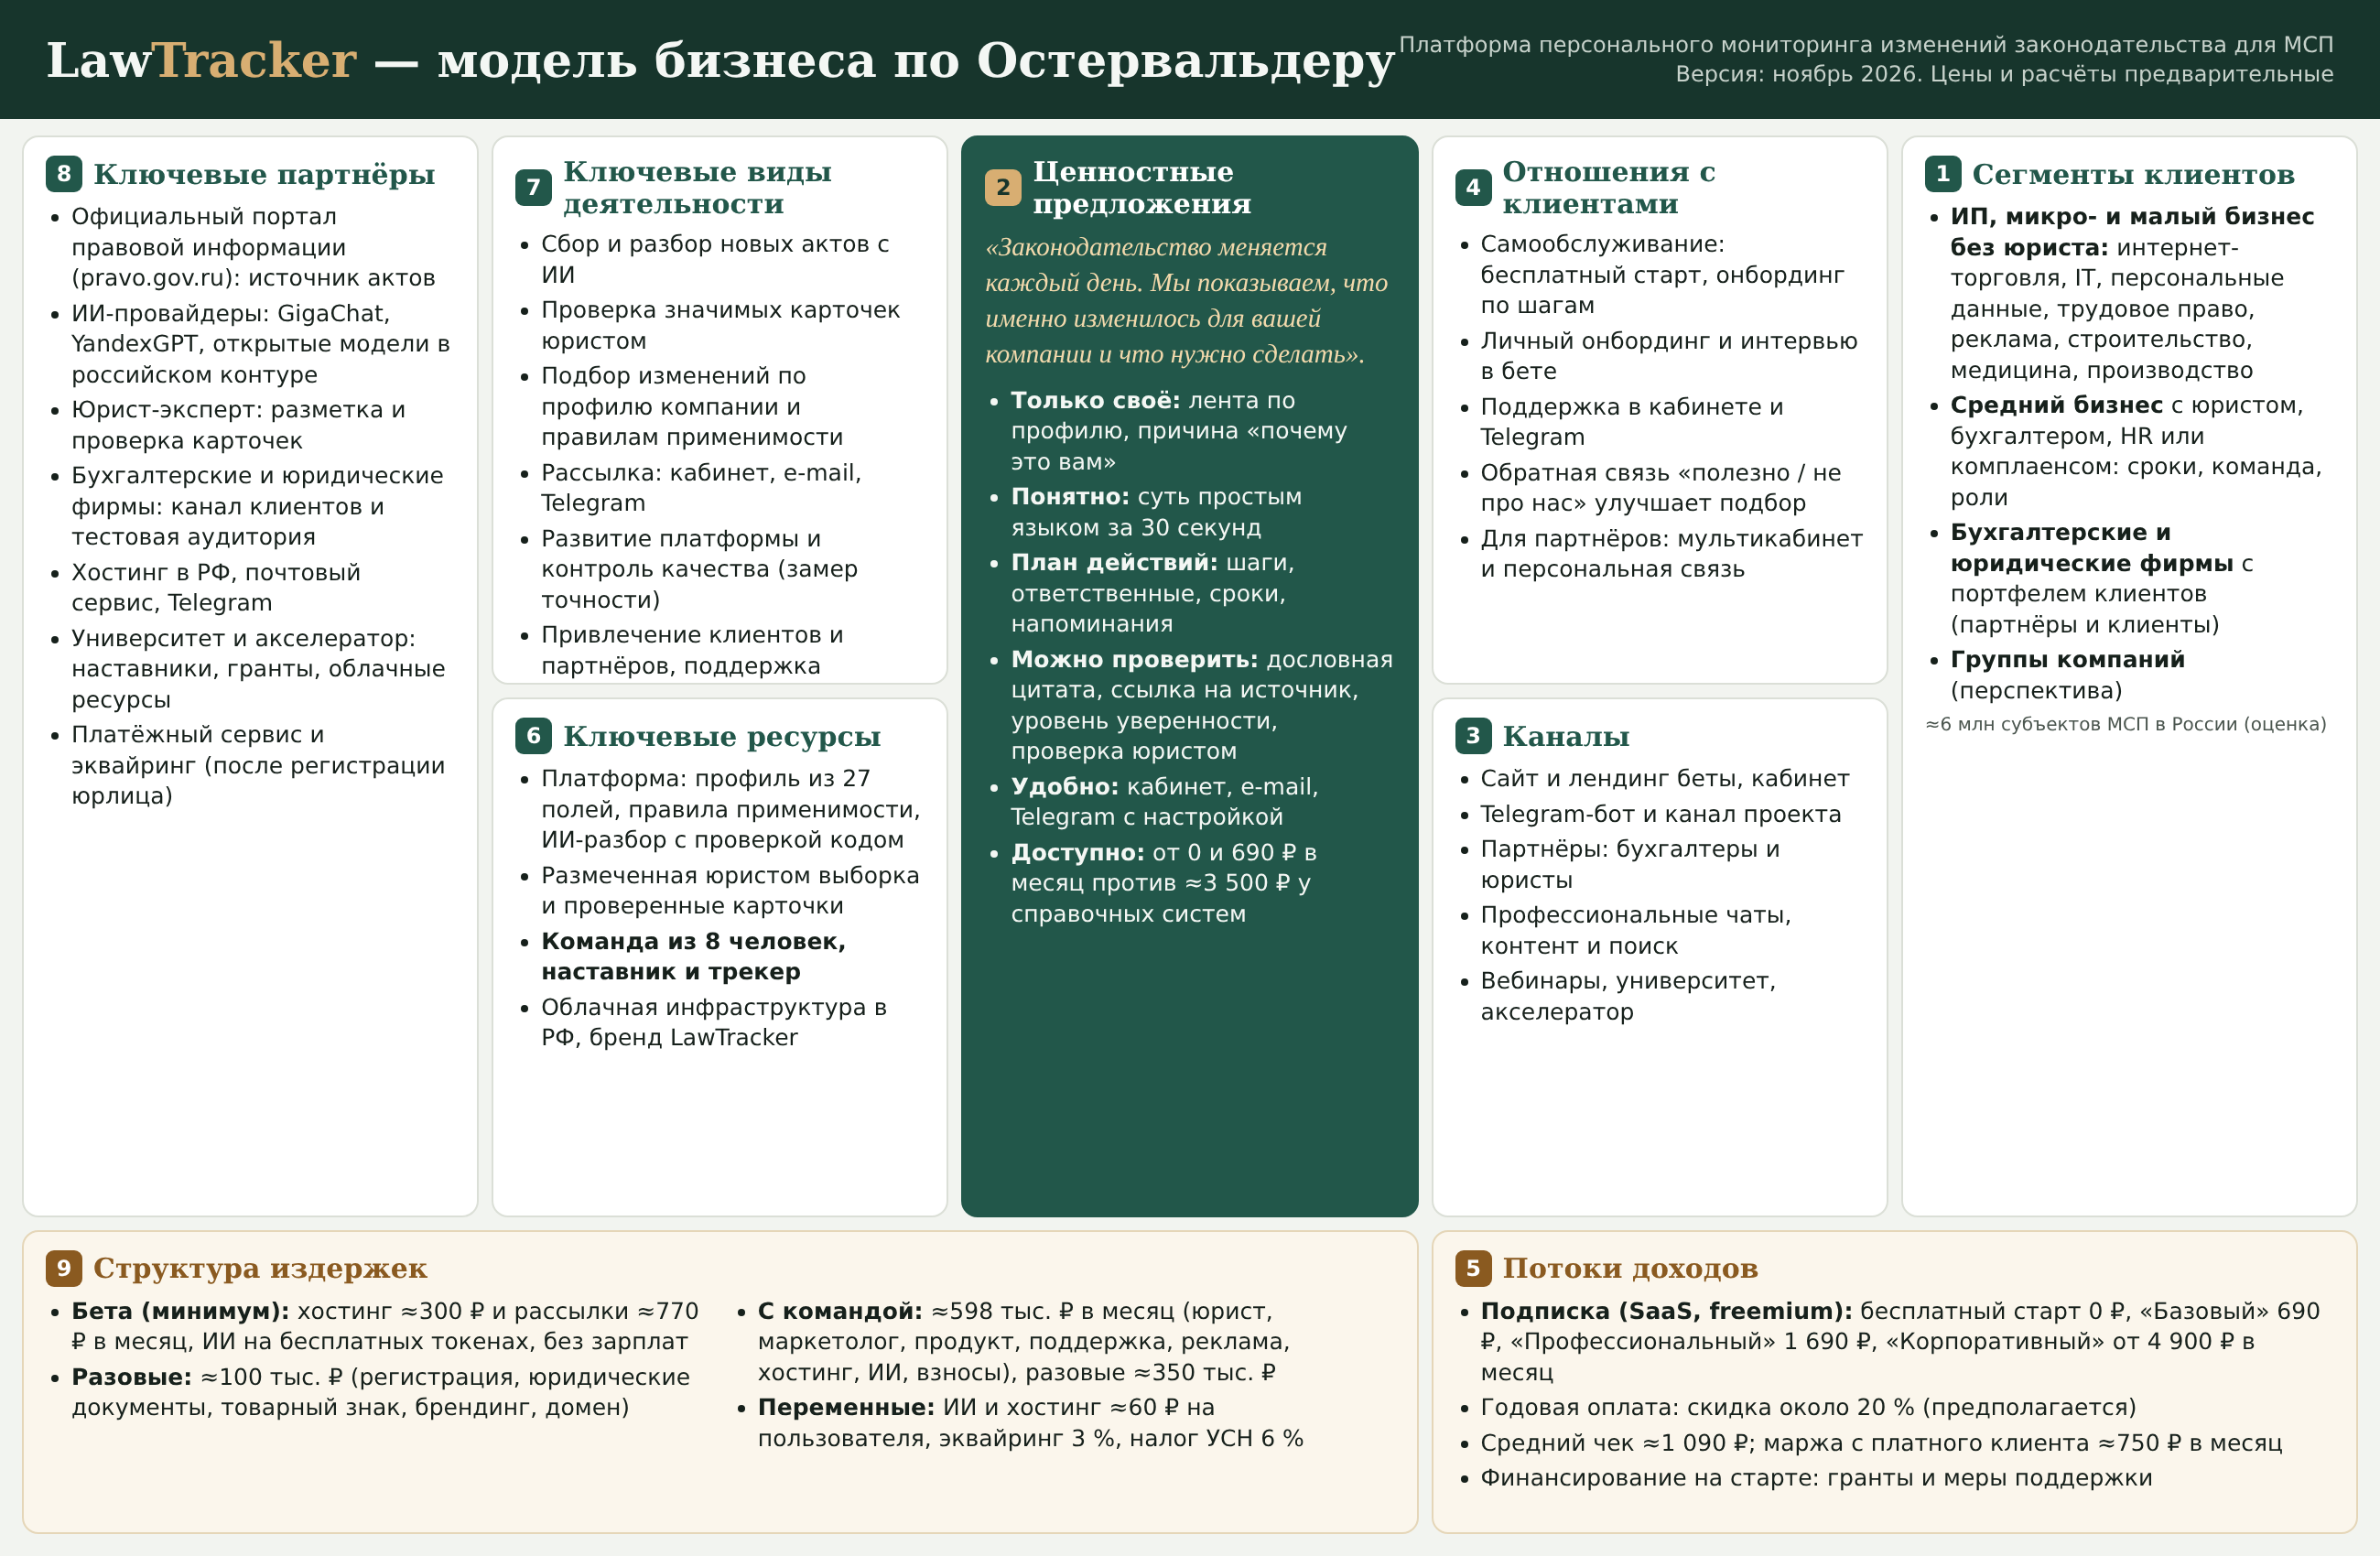 LawTracker — модель бизнеса по Остервальдеру
Платформа персонального мониторинга изменений законодательства для МСП
Версия: ноябрь 2026. Цены и расчёты предварительные
8 Ключевые партнёры
• Официальный портал
правовой информации
(pravo.gov.ru): источник актов
• ИИ-провайдеры: GigaChat,
YandexGPT, открытые модели в
российском контуре
• Юрист-эксперт: разметка и
проверка карточек
• Бухгалтерские и юридические
фирмы: канал клиентов и
тестовая аудитория
• Хостинг в РФ, почтовый
сервис, Telegram
• Университет и акселератор:
наставники, гранты, облачные
ресурсы
• Платёжный сервис и
эквайринг (после регистрации
юрлица)
7 Ключевые виды
деятельности
• Сбор и разбор новых актов с
ИИ
• Проверка значимых карточек
юристом
• Подбор изменений по
профилю компании и
правилам применимости
• Рассылка: кабинет, e-mail,
Telegram
• Развитие платформы и
контроль качества (замер
точности)
• Привлечение клиентов и
партнёров, поддержка
6 Ключевые ресурсы
• Платформа: профиль из 27
полей, правила применимости,
ИИ-разбор с проверкой кодом
• Размеченная юристом выборка
и проверенные карточки
• Команда из 8 человек,
наставник и трекер
• Облачная инфраструктура в
РФ, бренд LawTracker
2 Ценностные
предложения
«Законодательство меняется
каждый день. Мы показываем, что
именно изменилось для вашей
компании и что нужно сделать».
• Только своё: лента по
профилю, причина «почему
это вам»
• Понятно: суть простым
языком за 30 секунд
• План действий: шаги,
ответственные, сроки,
напоминания
• Можно проверить: дословная
цитата, ссылка на источник,
уровень уверенности,
проверка юристом
• Удобно: кабинет, e-mail,
Telegram с настройкой
• Доступно: от 0 и 690 ₽ в
месяц против ≈3 500 ₽ у
справочных систем
4 Отношения с
клиентами
• Самообслуживание:
бесплатный старт, онбординг
по шагам
• Личный онбординг и интервью
в бете
• Поддержка в кабинете и
Telegram
• Обратная связь «полезно / не
про нас» улучшает подбор
• Для партнёров: мультикабинет
и персональная связь
3 Каналы
• Сайт и лендинг беты, кабинет
• Telegram-бот и канал проекта
• Партнёры: бухгалтеры и
юристы
• Профессиональные чаты,
контент и поиск
• Вебинары, университет,
акселератор
1 Сегменты клиентов
• ИП, микро- и малый бизнес
без юриста: интернет-
торговля, IT, персональные
данные, трудовое право,
реклама, строительство,
медицина, производство
• Средний бизнес с юристом,
бухгалтером, HR или
комплаенсом: сроки, команда,
роли
• Бухгалтерские и
юридические фирмы с
портфелем клиентов
(партнёры и клиенты)
• Группы компаний
(перспектива)
≈6 млн субъектов МСП в России (оценка)
9 Структура издержек
• Бета (минимум): хостинг ≈300 ₽ и рассылки ≈770
₽ в месяц, ИИ на бесплатных токенах, без зарплат
• Разовые: ≈100 тыс. ₽ (регистрация, юридические
документы, товарный знак, брендинг, домен)
• С командой: ≈598 тыс. ₽ в месяц (юрист,
маркетолог, продукт, поддержка, реклама,
хостинг, ИИ, взносы), разовые ≈350 тыс. ₽
• Переменные: ИИ и хостинг ≈60 ₽ на
пользователя, эквайринг 3 %, налог УСН 6 %
5 Потоки доходов
• Подписка (SaaS, freemium): бесплатный старт 0 ₽, «Базовый» 690
₽, «Профессиональный» 1 690 ₽, «Корпоративный» от 4 900 ₽ в
месяц
• Годовая оплата: скидка около 20 % (предполагается)
• Средний чек ≈1 090 ₽; маржа с платного клиента ≈750 ₽ в месяц
• Финансирование на старте: гранты и меры поддержки